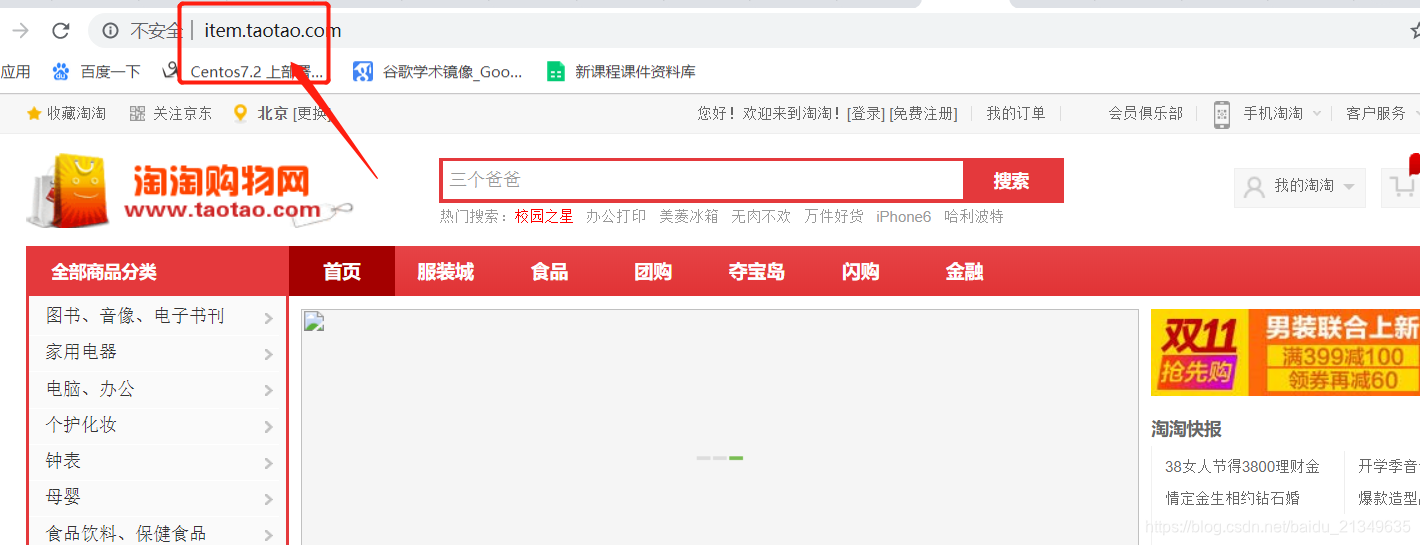 不安全 | item.taotao.com
应用 百度一下 Centos7.2 上部署... 谷歌学术镜像_Goo... 新课程课件资料库
收藏淘淘 关注京东 北京 [更换] 您好！欢迎来到淘淘！[登录] [免费注册] 我的订单 会员俱乐部 手机淘淘 客户服务
淘淘购物网
www.taotao.com
三个爸爸 搜索 我的淘淘
热门搜索： 校园之星 办公打印 美菱冰箱 无肉不欢 万件好货 iPhone6 哈利波特
全部商品分类 首页 服装城 食品 团购 夺宝岛 闪购 金融
图书、音像、电子书刊
家用电器
电脑、办公
个护化妆
钟表
母婴
食品饮料、保健食品
双11 抢先购
男装联合上新
满399减100
领券再减60
淘淘快报
38女人节得3800理财金 开学季音
情定金生相约钻石婚 爆款造型
https://blog.csdn.net/baidu_21349635